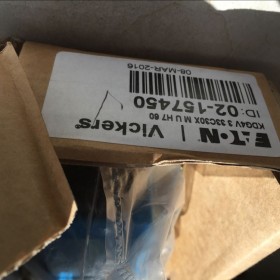 EATON | Vickers
KDG4V 3 33C30X M U H7 60
ID: 02-157450
08-MAR-2016